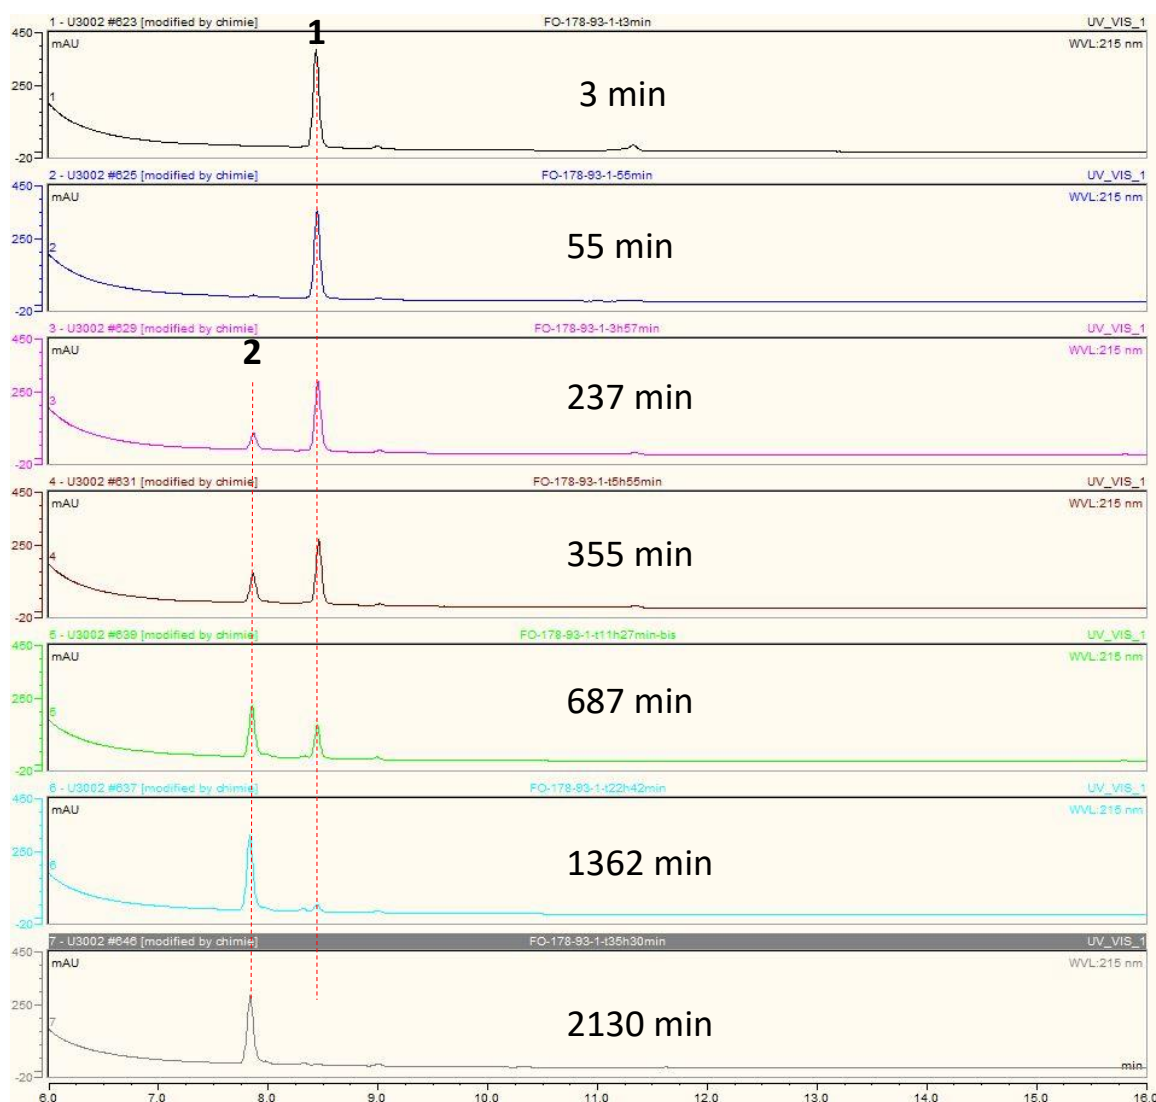 1 - U3002 #623 [modified by chimie] FO-178-93-1-t3min UV_VIS_1
450 mAU 1 WVL:215 nm
250 1 3 min
-20
2 - U3002 #625 [modified by chimie] FO-178-93-1-55min UV_VIS_1
450 mAU WVL:215 nm
250 2 55 min
-20
3 - U3002 #629 [modified by chimie] FO-178-93-1-3h57min UV_VIS_1
450 mAU 2 WVL:215 nm
250 3 237 min
-20
4 - U3002 #631 [modified by chimie] FO-178-93-1-t5h55min UV_VIS_1
450 mAU WVL:215 nm
250 4 355 min
-20
5 - U3002 #639 [modified by chimie] FO-178-93-1-t11h27min-bis UV_VIS_1
450 mAU WVL:215 nm
250 5 687 min
-20
6 - U3002 #637 [modified by chimie] FO-178-93-1-t22h42min UV_VIS_1
450 mAU WVL:215 nm
250 6 1362 min
-20
7 - U3002 #646 [modified by chimie] FO-178-93-1-t35h30min UV_VIS_1
450 mAU WVL:215 nm
250 7 2130 min
-20 min
6.0 7.0 8.0 9.0 10.0 11.0 12.0 13.0 14.0 15.0 16.0